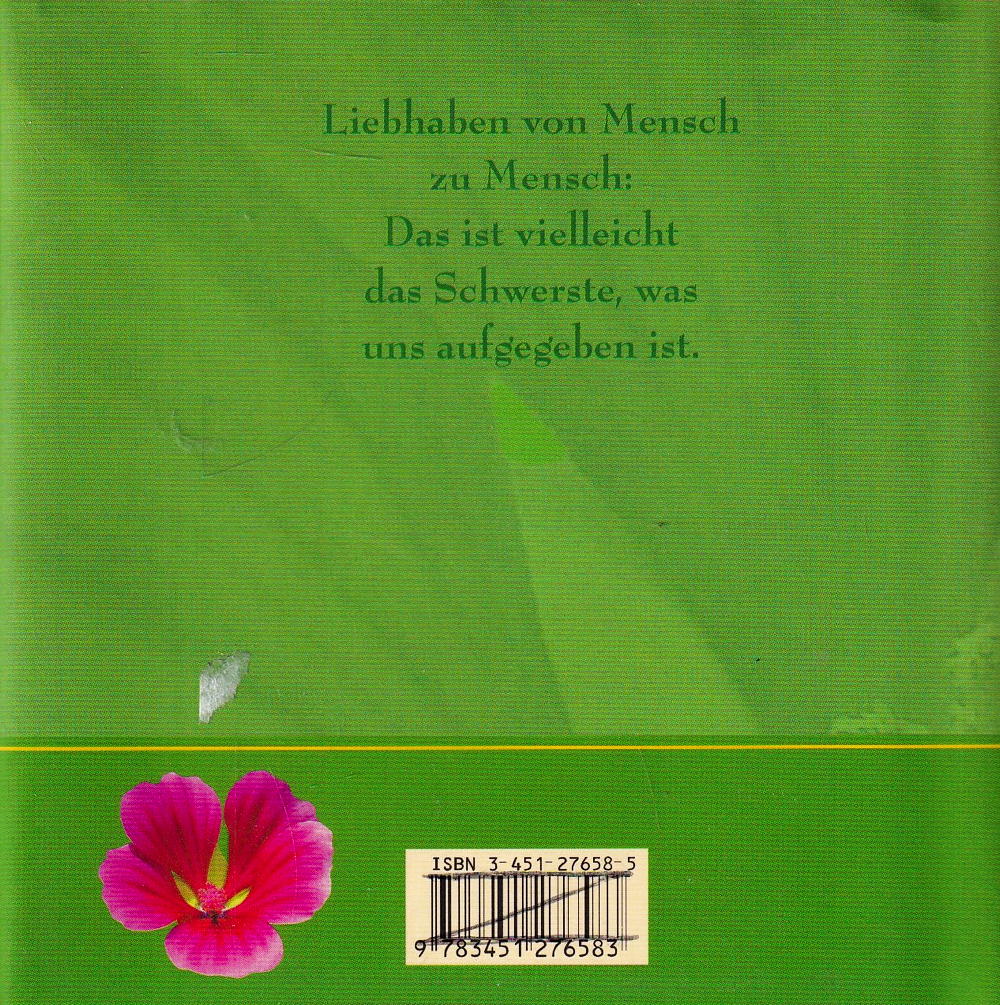 Liebhaben von Mensch
zu Mensch:
Das ist vielleicht
das Schwerste, was
uns aufgegeben ist.
ISBN 3-451-27658-5
9 783451 276583